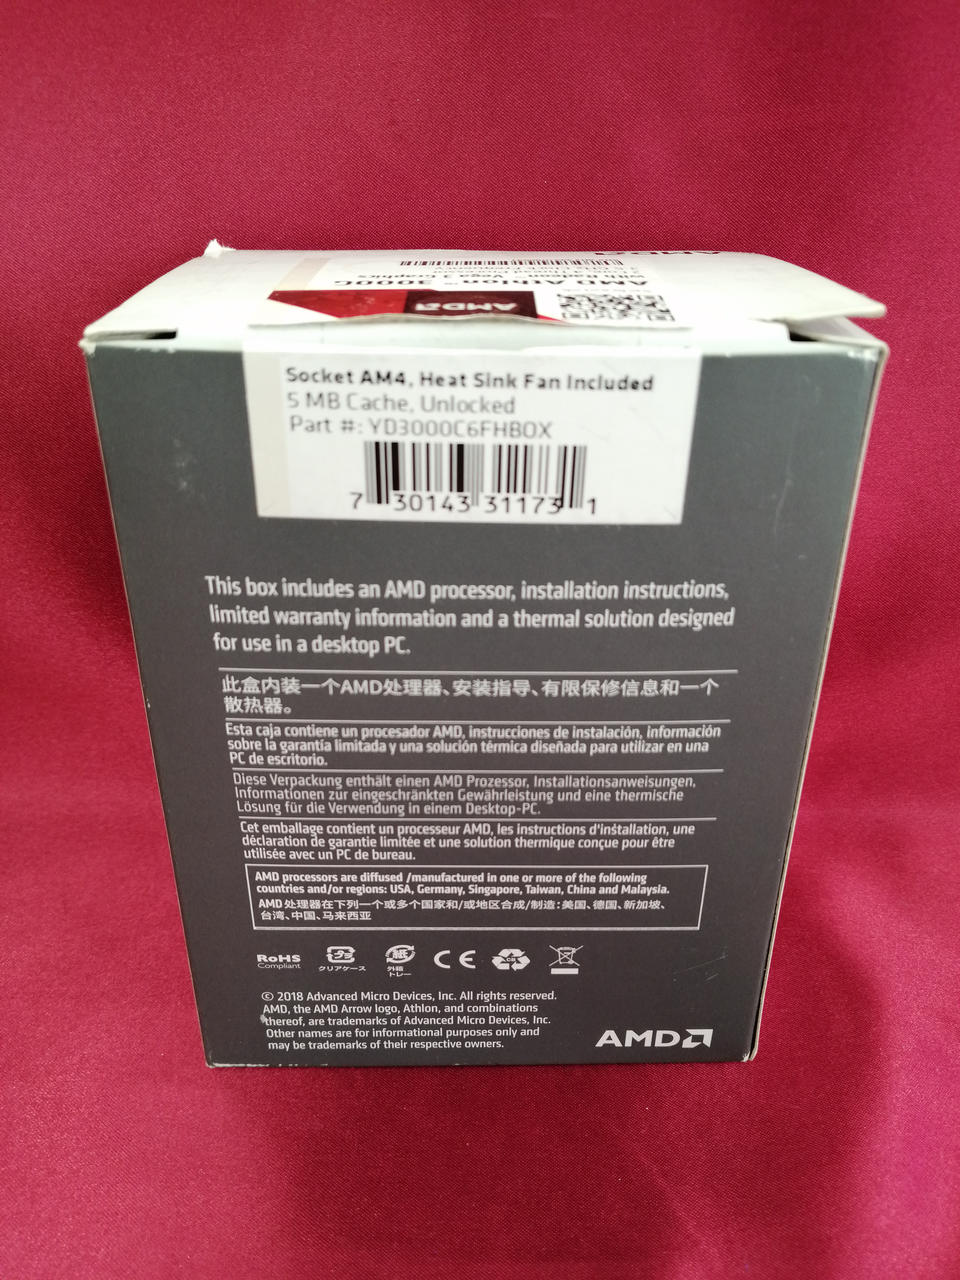 AMD
AMD Athlon™ 3000G
with Radeon™ Vega 3 Graphics
AMD
Socket AM4, Heat Sink Fan Included
5 MB Cache, Unlocked
Part #: YD3000C6FHBOX
7 30143 31173 1
This box includes an AMD processor, installation instructions,
limited warranty information and a thermal solution designed
for use in a desktop PC.
此盒内装一个AMD处理器、安装指导、有限保修信息和一个
散热器。
Esta caja contiene un procesador AMD, instrucciones de instalación, información
sobre la garantía limitada y una solución térmica diseñada para utilizar en una
PC de escritorio.
Diese Verpackung enthält einen AMD Prozessor, Installationsanweisungen,
Informationen zur eingeschränkten Gewährleistung und eine thermische
Lösung für die Verwendung in einem Desktop-PC.
Cet emballage contient un processeur AMD, les instructions d'installation, une
déclaration de garantie limitée et une solution thermique conçue pour être
utilisée avec un PC de bureau.
AMD processors are diffused /manufactured in one or more of the following
countries and/or regions: USA, Germany, Singapore, Taiwan, China and Malaysia.
AMD 处理器在下列一个或多个国家和/或地区合成/制造：美国、德国、新加坡、
台湾、中国、马来西亚
RoHS
Compliant
プラ
クリアケース
紙
外箱
トレー
CE
© 2018 Advanced Micro Devices, Inc. All rights reserved.
AMD, the AMD Arrow logo, Athlon, and combinations
thereof, are trademarks of Advanced Micro Devices, Inc.
Other names are for informational purposes only and
may be trademarks of their respective owners.
AMD